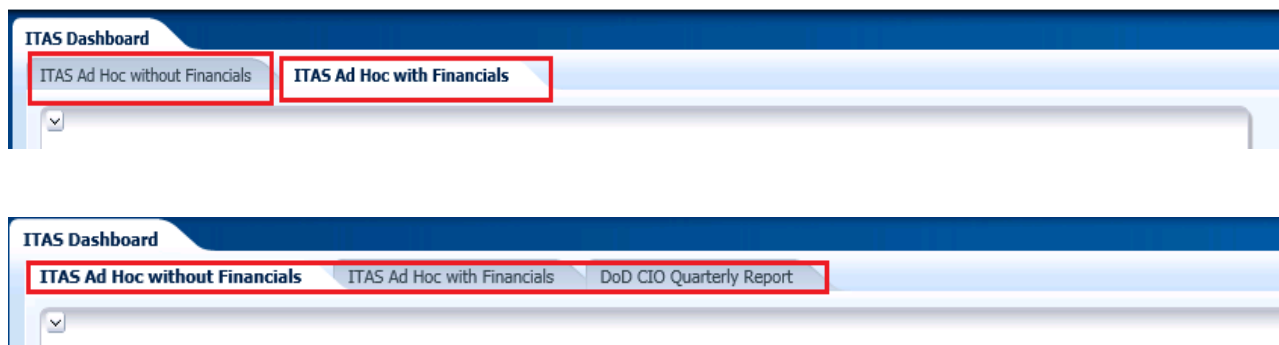 ITAS Dashboard
ITAS Ad Hoc without Financials ITAS Ad Hoc with Financials
ITAS Dashboard
ITAS Ad Hoc without Financials ITAS Ad Hoc with Financials DoD CIO Quarterly Report